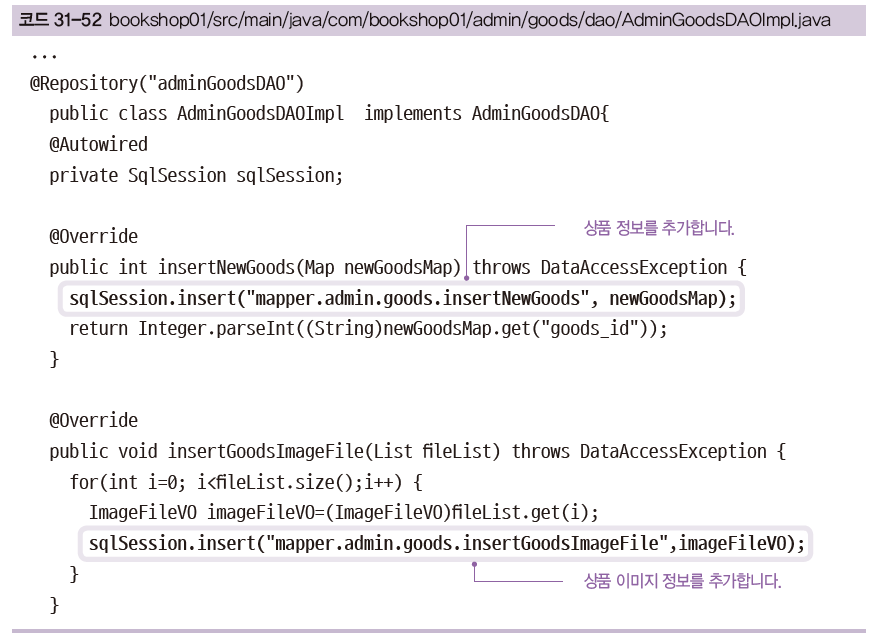 코드 31-52 bookshop01/src/main/java/com/bookshop01/admin/goods/dao/AdminGoodsDAOImpl.java
...
@Repository("adminGoodsDAO")
public class AdminGoodsDAOImpl  implements AdminGoodsDAO{
@Autowired
private SqlSession sqlSession;
상품 정보를 추가합니다.
@Override
public int insertNewGoods(Map newGoodsMap) throws DataAccessException {
sqlSession.insert("mapper.admin.goods.insertNewGoods", newGoodsMap);
return Integer.parseInt((String)newGoodsMap.get("goods_id"));
}
@Override
public void insertGoodsImageFile(List fileList) throws DataAccessException {
for(int i=0; i<fileList.size();i++) {
ImageFileVO imageFileVO=(ImageFileVO)fileList.get(i);
sqlSession.insert("mapper.admin.goods.insertGoodsImageFile",imageFileVO);
}
상품 이미지 정보를 추가합니다.
}